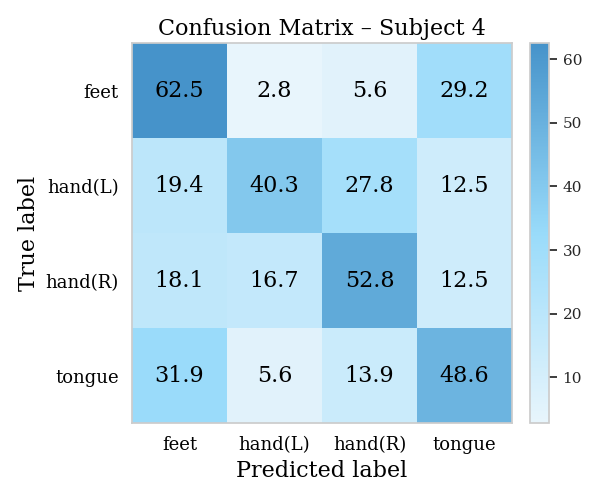 Confusion Matrix – Subject 4
feet 62.5 2.8 5.6 29.2
hand(L) 19.4 40.3 27.8 12.5
hand(R) 18.1 16.7 52.8 12.5
tongue 31.9 5.6 13.9 48.6
feet hand(L) hand(R) tongue
Predicted label
True label
60
50
40
30
20
10